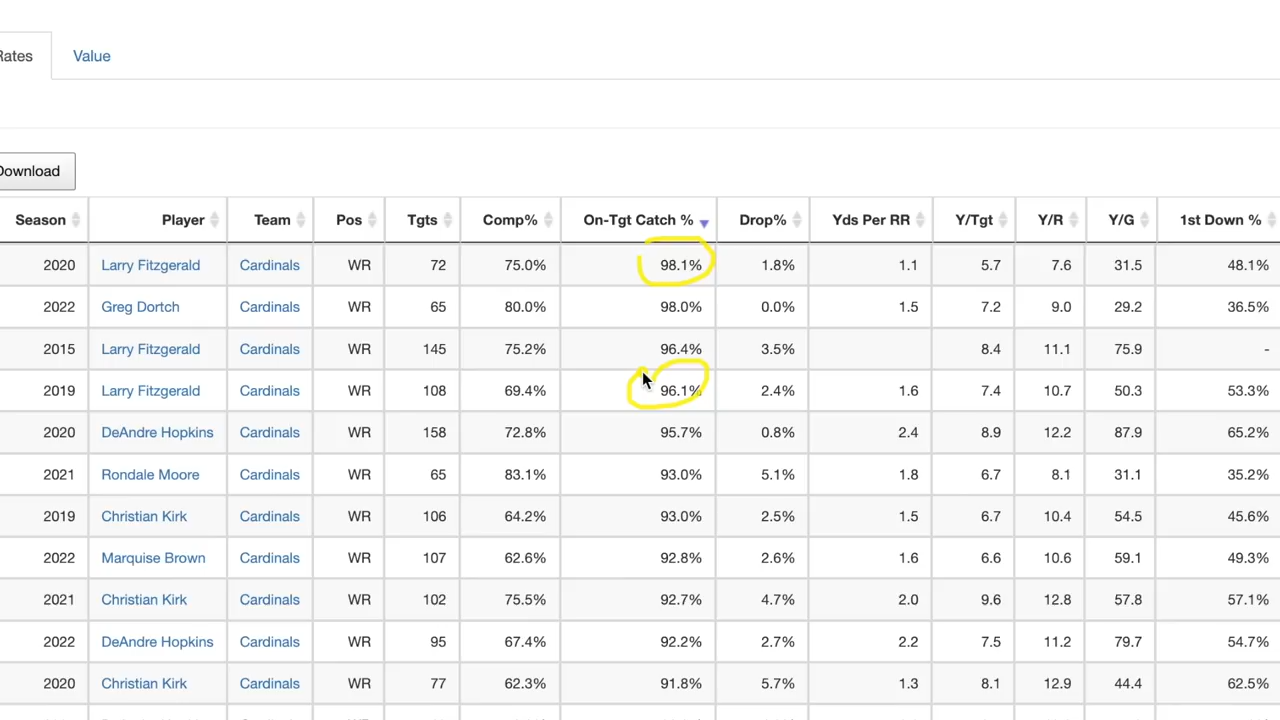 Rates Value
Download
Season Player Team Pos Tgts Comp% On-Tgt Catch % Drop% Yds Per RR Y/Tgt Y/R Y/G 1st Down %
2020 Larry Fitzgerald Cardinals WR 72 75.0% 98.1% 1.8% 1.1 5.7 7.6 31.5 48.1%
2022 Greg Dortch Cardinals WR 65 80.0% 98.0% 0.0% 1.5 7.2 9.0 29.2 36.5%
2015 Larry Fitzgerald Cardinals WR 145 75.2% 96.4% 3.5% 8.4 11.1 75.9 -
2019 Larry Fitzgerald Cardinals WR 108 69.4% 96.1% 2.4% 1.6 7.4 10.7 50.3 53.3%
2020 DeAndre Hopkins Cardinals WR 158 72.8% 95.7% 0.8% 2.4 8.9 12.2 87.9 65.2%
2021 Rondale Moore Cardinals WR 65 83.1% 93.0% 5.1% 1.8 6.7 8.1 31.1 35.2%
2019 Christian Kirk Cardinals WR 106 64.2% 93.0% 2.5% 1.5 6.7 10.4 54.5 45.6%
2022 Marquise Brown Cardinals WR 107 62.6% 92.8% 2.6% 1.6 6.6 10.6 59.1 49.3%
2021 Christian Kirk Cardinals WR 102 75.5% 92.7% 4.7% 2.0 9.6 12.8 57.8 57.1%
2022 DeAndre Hopkins Cardinals WR 95 67.4% 92.2% 2.7% 2.2 7.5 11.2 79.7 54.7%
2020 Christian Kirk Cardinals WR 77 62.3% 91.8% 5.7% 1.3 8.1 12.9 44.4 62.5%